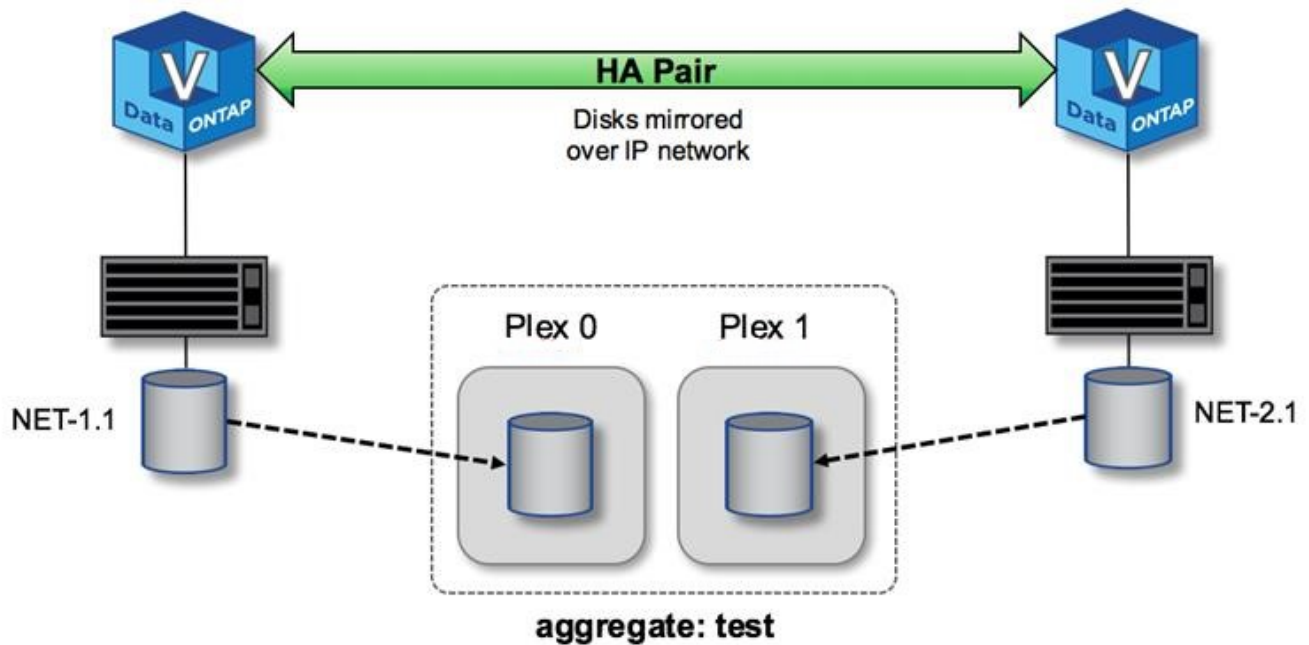 V
Data ONTAP
HA Pair
V
Data ONTAP
Disks mirrored
over IP network
Plex 0
Plex 1
NET-1.1
NET-2.1
aggregate: test